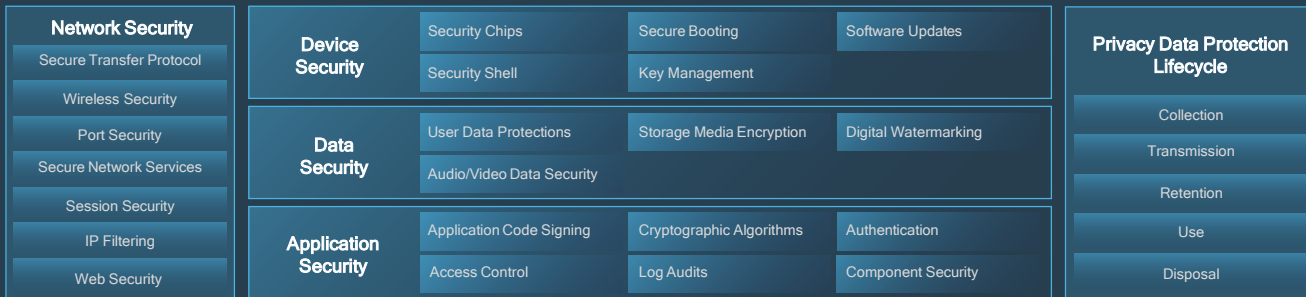 Network Security
Secure Transfer Protocol
Wireless Security
Port Security
Secure Network Services
Session Security
IP Filtering
Web Security
Device
Security
Security Chips
Secure Booting
Software Updates
Security Shell
Key Management
Data
Security
User Data Protections
Storage Media Encryption
Digital Watermarking
Audio/Video Data Security
Application
Security
Application Code Signing
Cryptographic Algorithms
Authentication
Access Control
Log Audits
Component Security
Privacy Data Protection
Lifecycle
Collection
Transmission
Retention
Use
Disposal